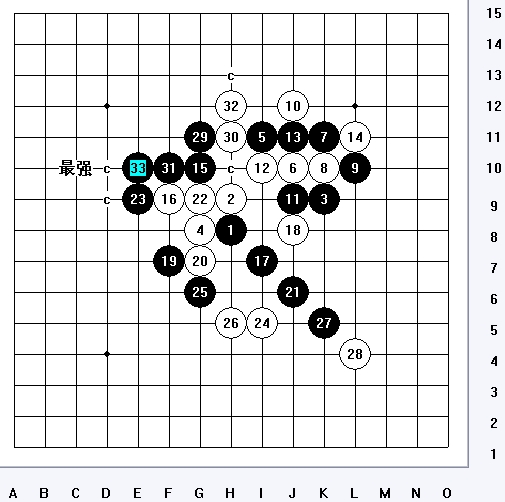 15
14
c 13
32 10 12
29 30 5 13 7 14 11
最强 c 33 31 15 c 12 6 8 9 10
c 23 16 22 2 11 3 9
4 1 18 8
19 20 17 7
25 21 6
26 24 27 5
28 4
3
2
1
A B C D E F G H I J K L M N O